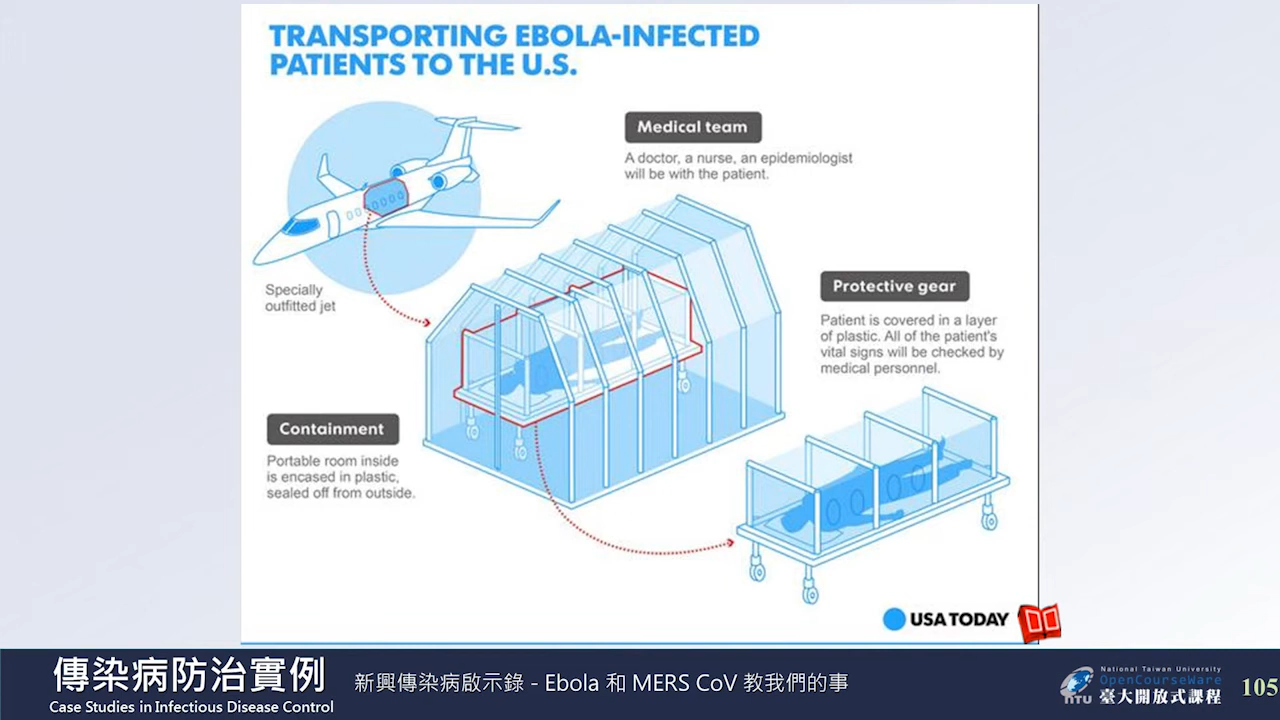 TRANSPORTING EBOLA-INFECTED
PATIENTS TO THE U.S.
Medical team
A doctor, a nurse, an epidemiologist
will be with the patient.
Specially
outfitted jet
Protective gear
Patient is covered in a layer
of plastic. All of the patient's
vital signs will be checked by
medical personnel.
Containment
Portable room inside
is encased in plastic,
sealed off from outside.
USA TODAY
傳染病防治實例
Case Studies in Infectious Disease Control
新興傳染病啟示錄 - Ebola 和 MERS CoV 教我們的事
NTU
National Taiwan University
OpenCourseWare
臺大開放式課程
105